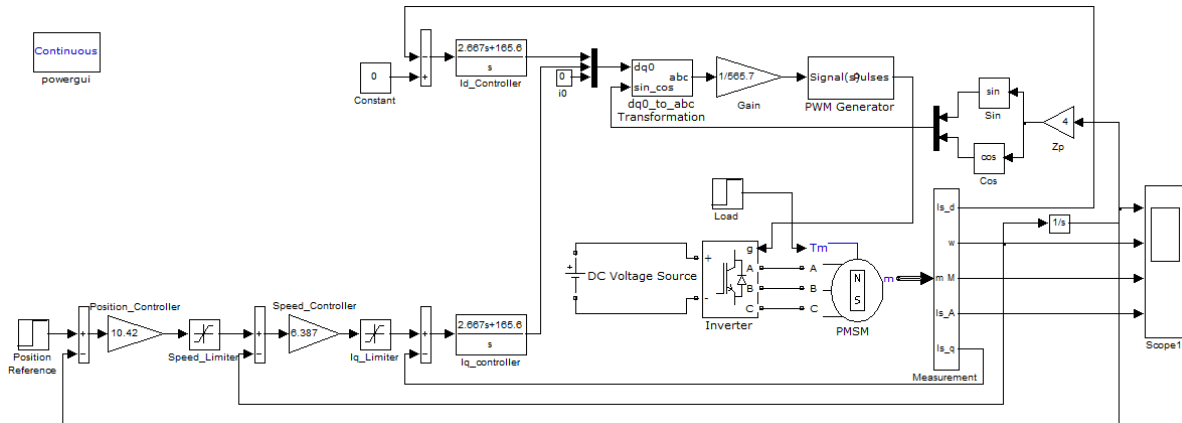 Continuous
powergui
0
Constant
2.667s+165.6
s
Id_Controller
0
i0
dq0
sin_cos
abc
dq0_to_abc
Transformation
1/565.7
Gain
Signal(s)
Pulses
PWM Generator
sin
Sin
cos
Cos
4
Zp
Load
DC Voltage Source
+
-
g
A
B
C
Inverter
Tm
A
B
C
N
S
m
PMSM
Is_d
w
m M
Is_A
Is_q
Measurement
1/s
Scope1
Position
Reference
Position_Controller
10.42
Speed_Limiter
Speed_Controller
6.387
Iq_Limiter
2.667s+165.6
s
Iq_controller